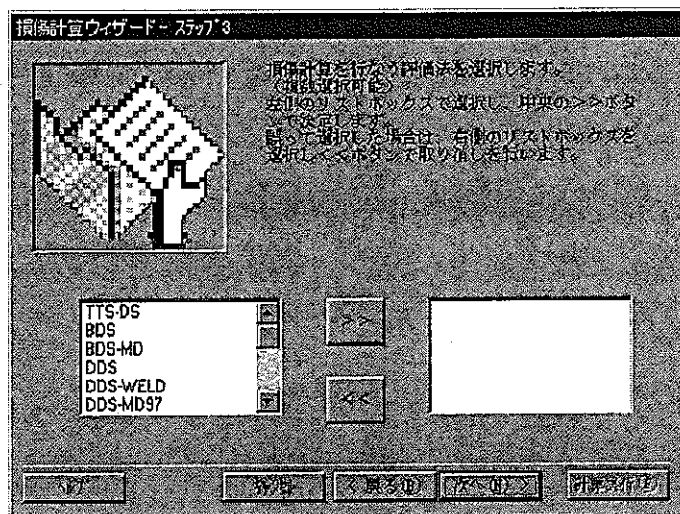 損傷計算ウィザード - ステップ3
損傷計算を行なう評価法を選択します。
（複数選択可能）
左側のリストボックスで選択し、中央の>>ボタ
ンで決定します。
誤って選択した場合は、右側のリストボックスを
選択して<<ボタンで取り消しを行います。
TTS-DS
BDS
BDS-MD
DDS
DDS-WELD
DDS-MD97
>>
<<
< 戻る(B)
次へ(N) >
計算実行(E)